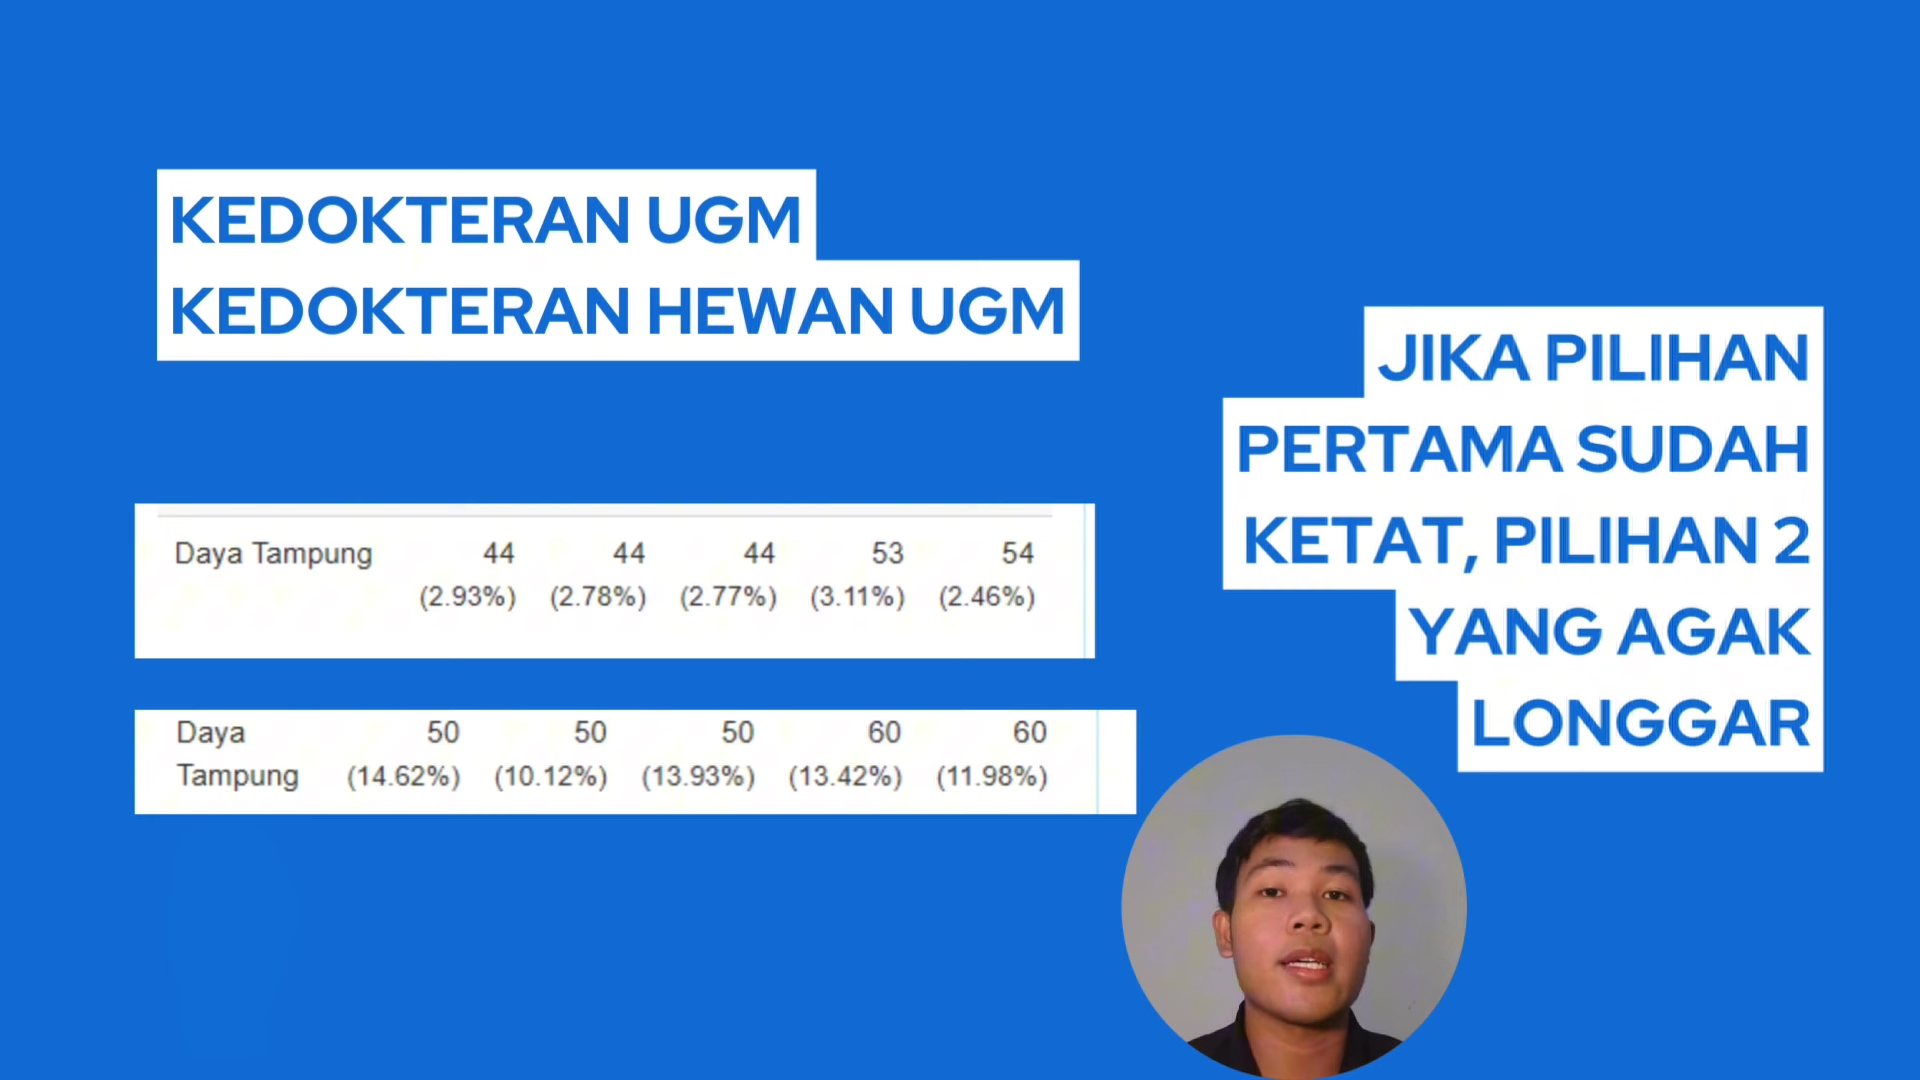 KEDOKTERAN UGM
KEDOKTERAN HEWAN UGM
JIKA PILIHAN
PERTAMA SUDAH
KETAT, PILIHAN 2
YANG AGAK
LONGGAR
Daya Tampung 44 44 44 53 54
(2.93%) (2.78%) (2.77%) (3.11%) (2.46%)
Daya 50 50 50 60 60
Tampung (14.62%) (10.12%) (13.93%) (13.42%) (11.98%)